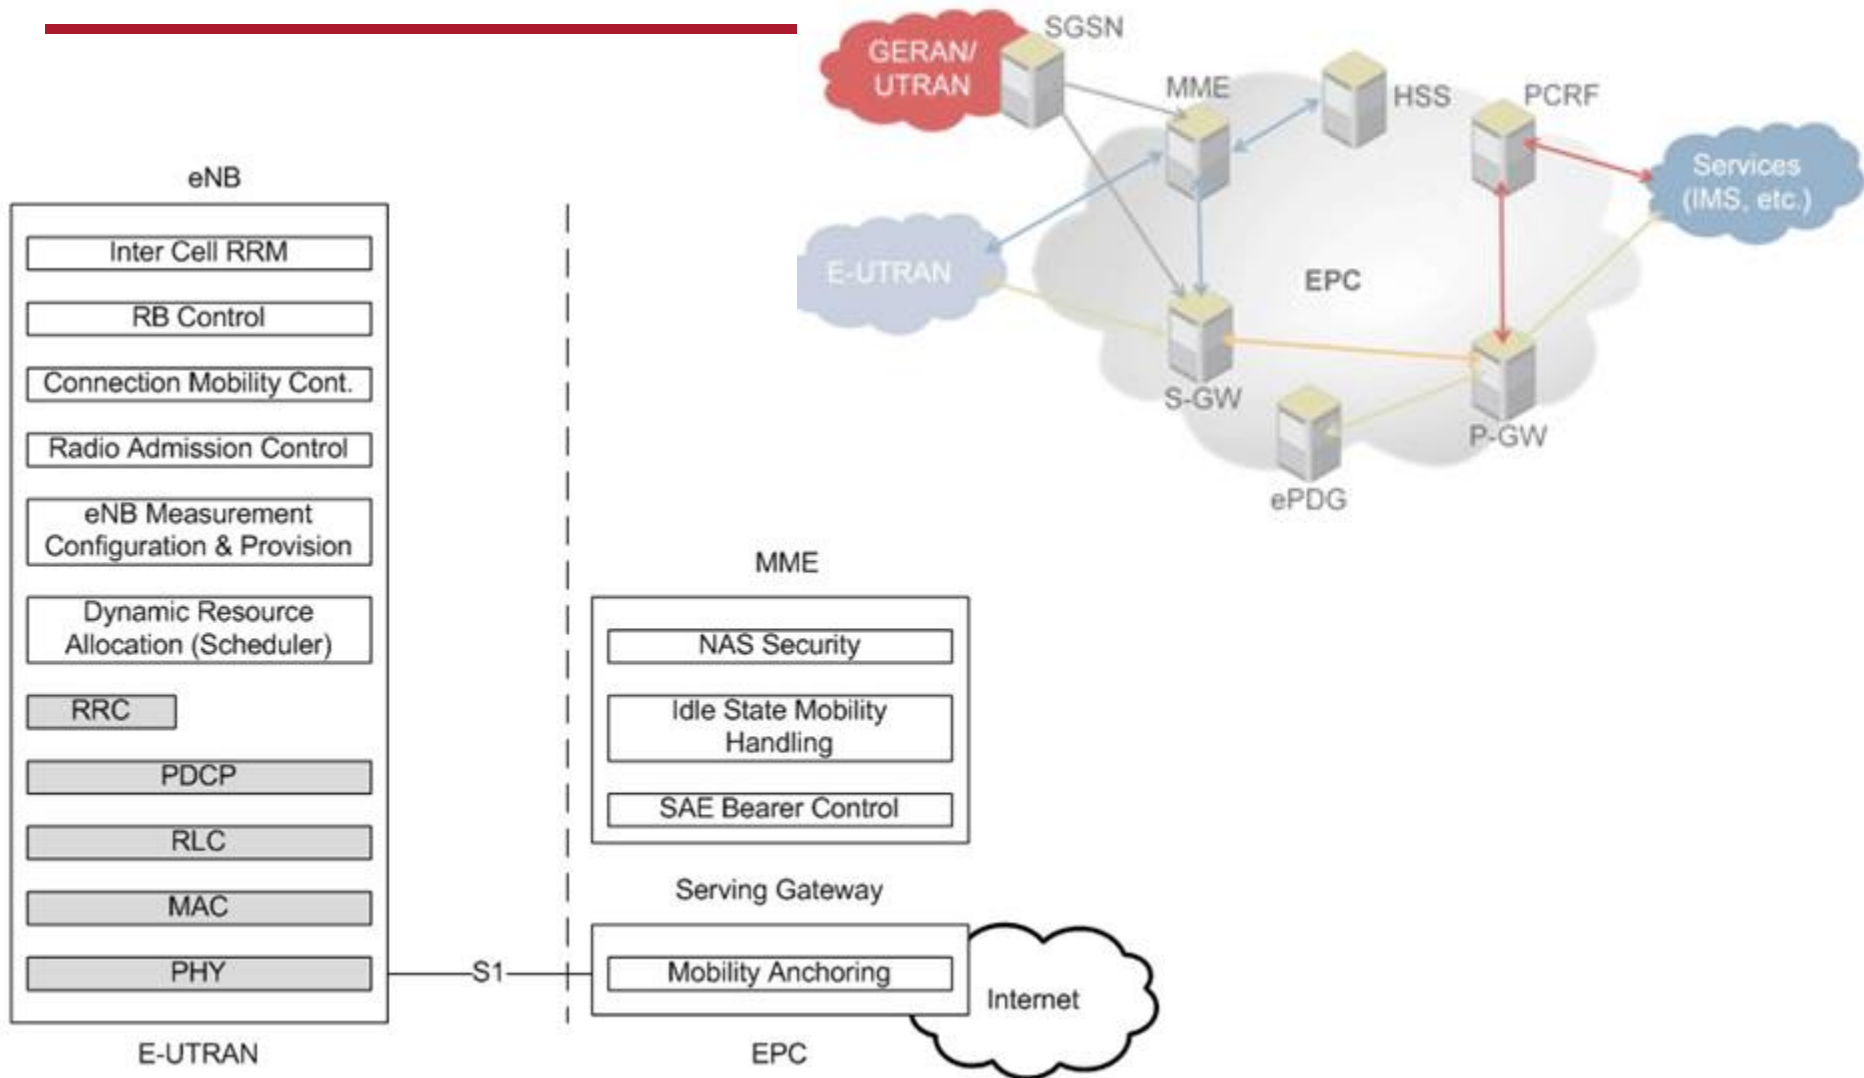 eNB
Inter Cell RRM
RB Control
Connection Mobility Cont.
Radio Admission Control
eNB Measurement
Configuration & Provision
Dynamic Resource
Allocation (Scheduler)
RRC
PDCP
RLC
MAC
PHY
E-UTRAN
S1
MME
NAS Security
Idle State Mobility
Handling
SAE Bearer Control
Serving Gateway
Mobility Anchoring
EPC
Internet
GERAN/
UTRAN
SGSN
MME
HSS
PCRF
Services
(IMS, etc.)
E-UTRAN
EPC
S-GW
P-GW
ePDG